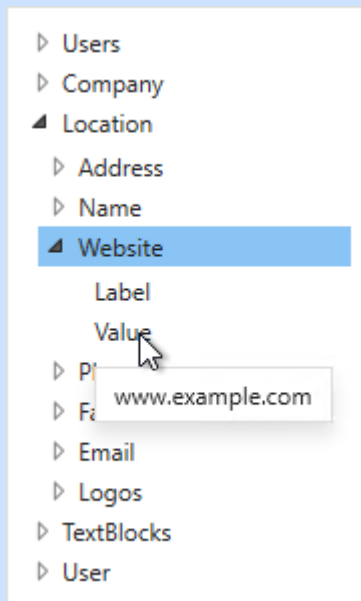 Users
Company
Location
Address
Name
Website
Label
Value
www.example.com
Email
Logos
TextBlocks
User